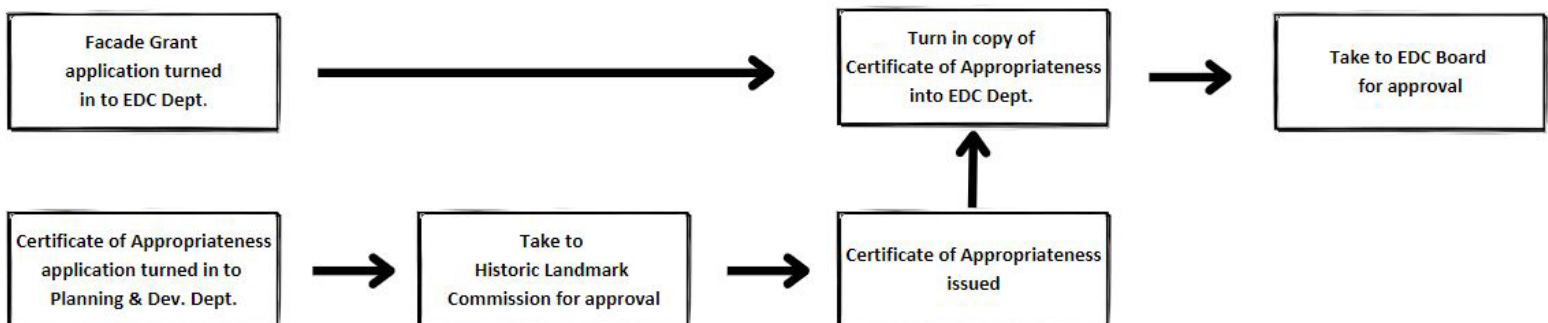 Facade Grant
application turned
in to EDC Dept.
Turn in copy of
Certificate of Appropriateness
into EDC Dept.
Take to EDC Board
for approval
Certificate of Appropriateness
application turned in to
Planning & Dev. Dept.
Take to
Historic Landmark
Commission for approval
Certificate of Appropriateness
issued